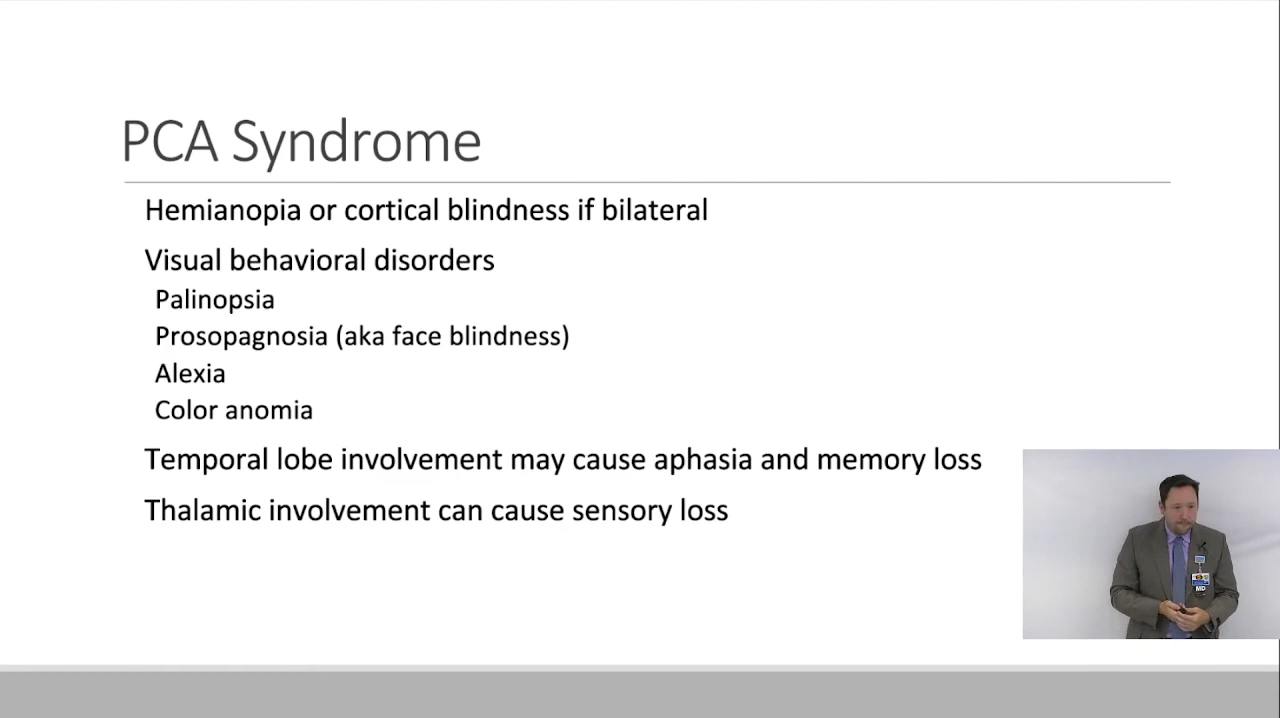 PCA Syndrome
Hemianopia or cortical blindness if bilateral
Visual behavioral disorders
Palinopsia
Prosopagnosia (aka face blindness)
Alexia
Color anomia
Temporal lobe involvement may cause aphasia and memory loss
Thalamic involvement can cause sensory loss
MD